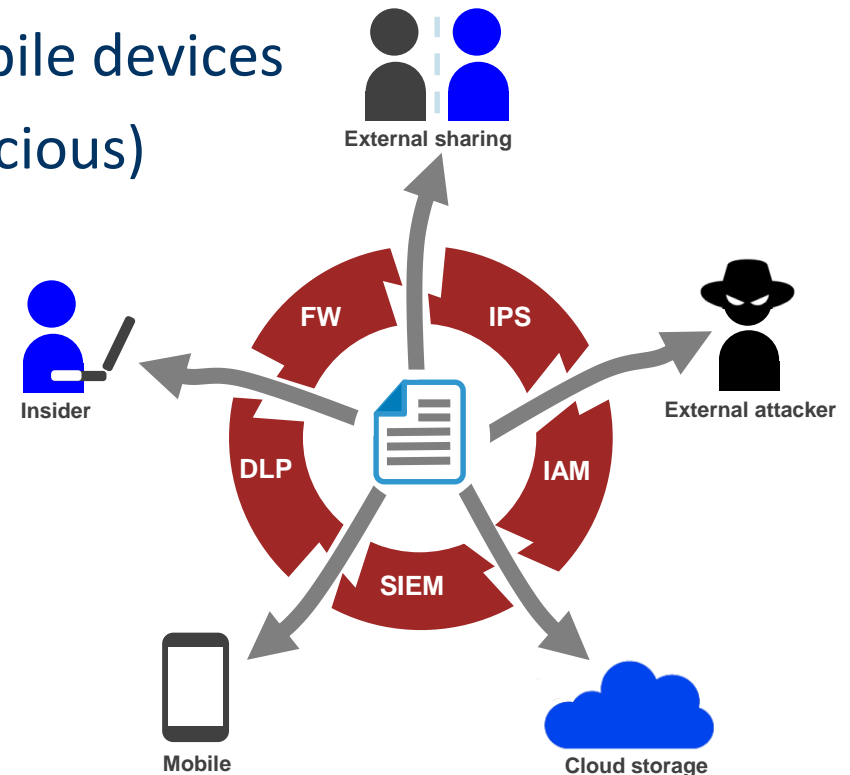 bile devices
cious)
External sharing
FW
IPS
Insider
External attacker
DLP
IAM
SIEM
Mobile
Cloud storage